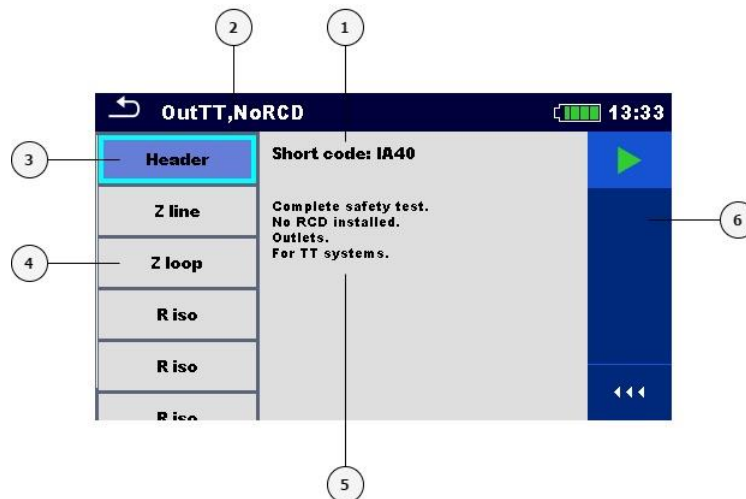 2
1
OutTT,NoRCD
13:33
3
Header
Short code: IA40
Z line
Complete safety test.
No RCD installed.
Outlets.
For TT systems.
6
4
Z loop
R iso
R iso
R iso
5